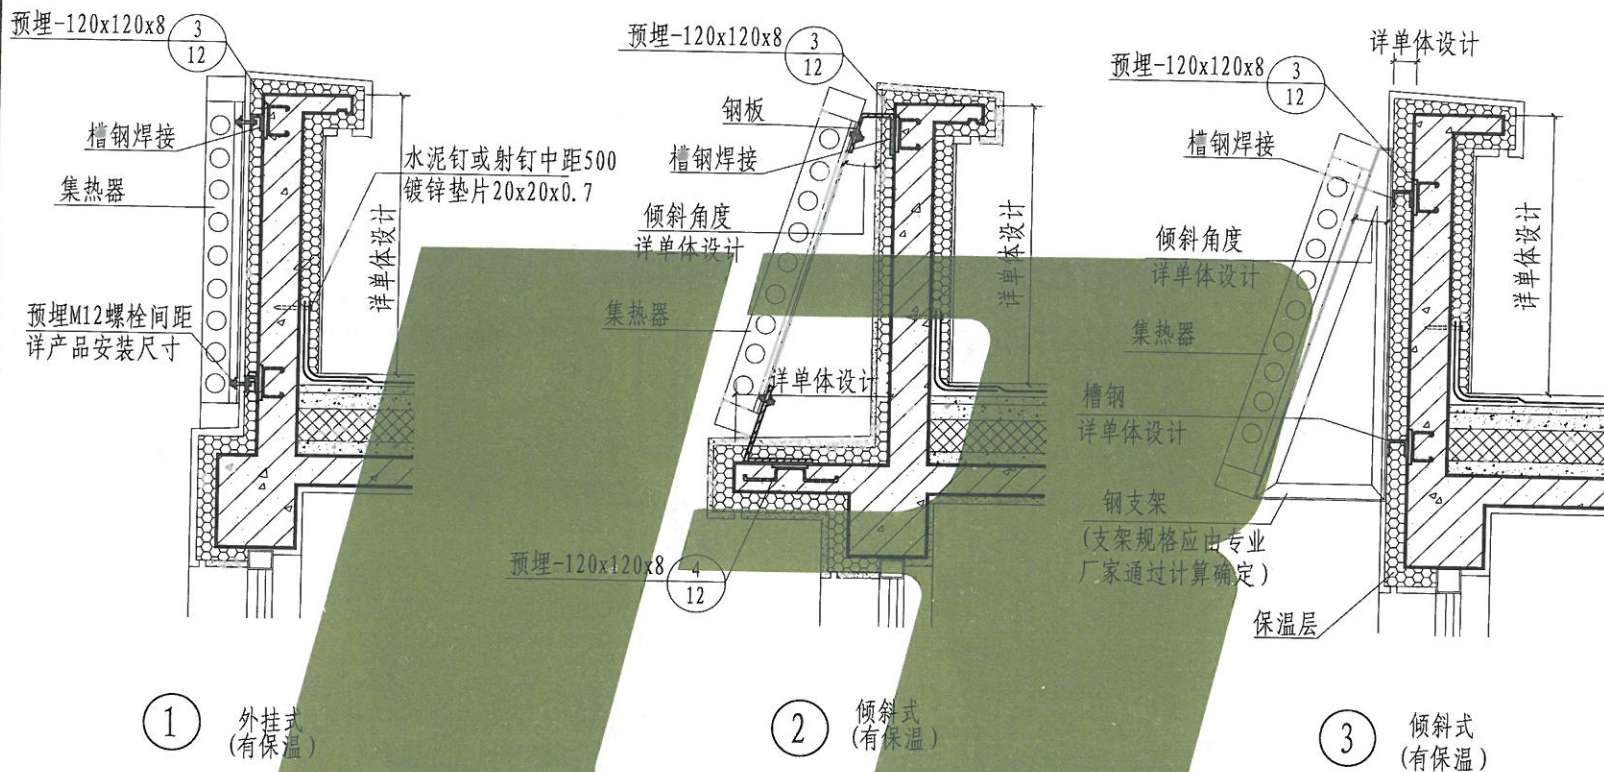 预埋-120x120x8
3
12
槽钢焊接
集热器
水泥钉或射钉中距500
镀锌垫片20x20x0.7
详单体设计
预埋M12螺栓间距
详产品安装尺寸
1
外挂式
(有保温)
预埋-120x120x8
3
12
钢板
槽钢焊接
倾斜角度
详单体设计
集热器
详单体设计
详单体设计
预埋-120x120x8
4
12
2
倾斜式
(有保温)
详单体设计
预埋-120x120x8
3
12
槽钢焊接
倾斜角度
详单体设计
集热器
详单体设计
槽钢
详单体设计
钢支架
(支架规格应由专业
厂家通过计算确定)
保温层
3
倾斜式
(有保温)